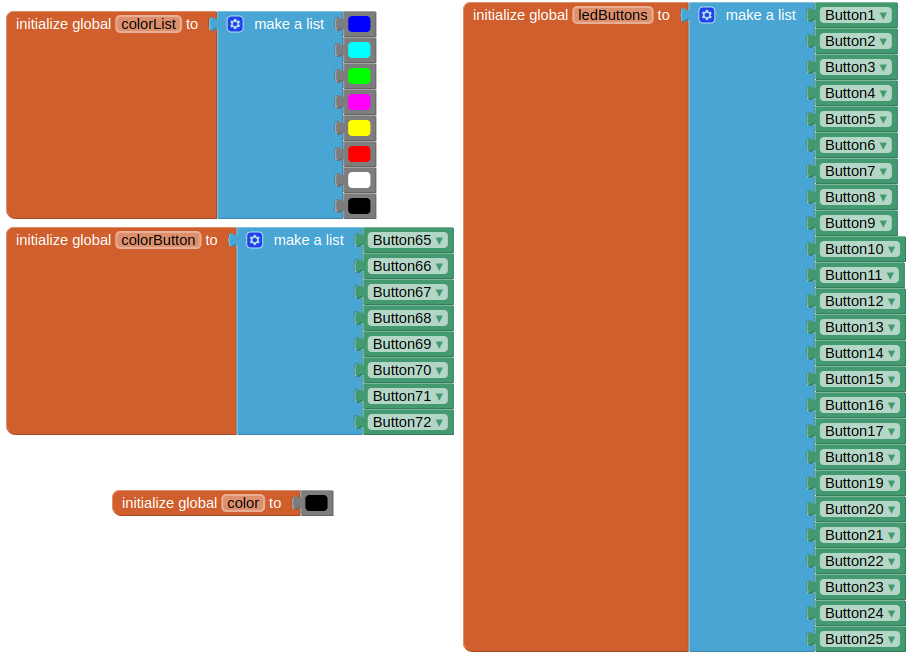 initialize global colorList to make a list
initialize global colorButton to make a list Button65
Button66
Button67
Button68
Button69
Button70
Button71
Button72
initialize global color to
initialize global ledButtons to make a list Button1
Button2
Button3
Button4
Button5
Button6
Button7
Button8
Button9
Button10
Button11
Button12
Button13
Button14
Button15
Button16
Button17
Button18
Button19
Button20
Button21
Button22
Button23
Button24
Button25